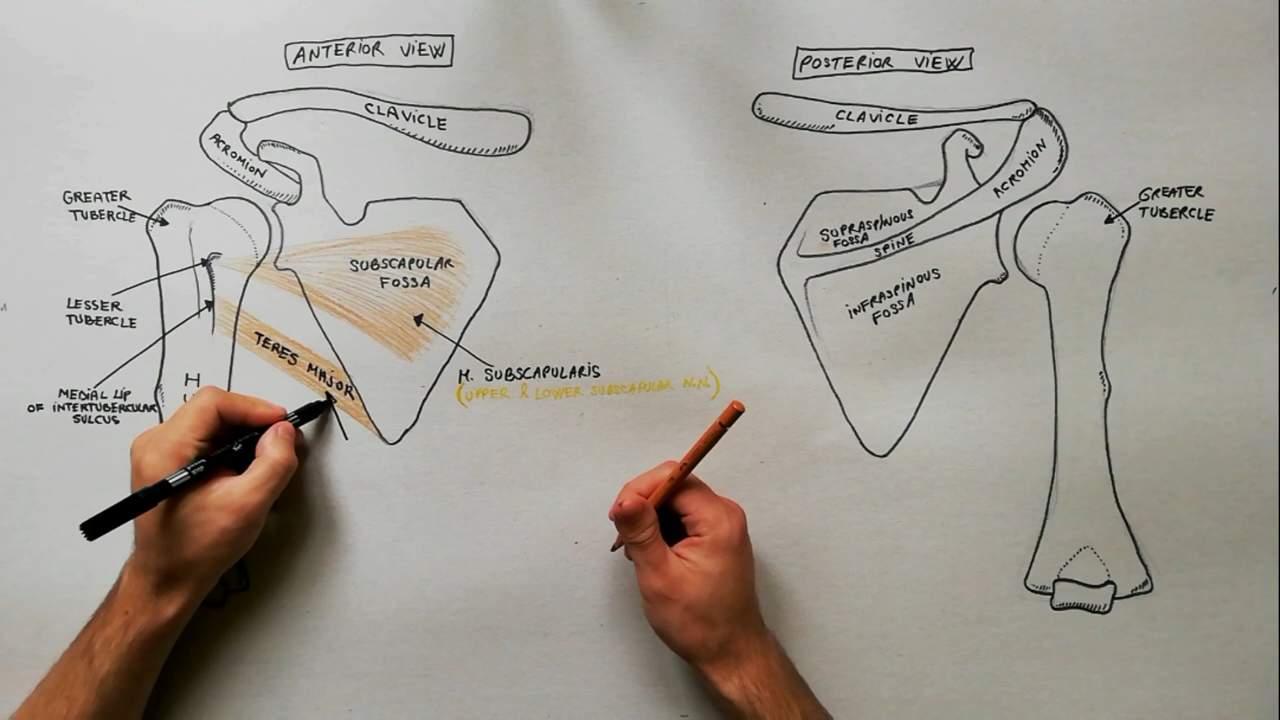 ANTERIOR VIEW
CLAVICLE
ACROMION
GREATER
TUBERCLE
SUBSCAPULAR
FOSSA
LESSER
TUBERCLE
TERES MAJOR
M. SUBSCAPULARIS
(UPPER & LOWER SUBSCAPULAR N.N.)
MEDIAL LIP
OF INTERTUBERCULAR
SULCUS
H
POSTERIOR VIEW
CLAVICLE
ACROMION
GREATER
TUBERCLE
SUPRASPINOUS
FOSSA
SPINE
INFRASPINOUS
FOSSA